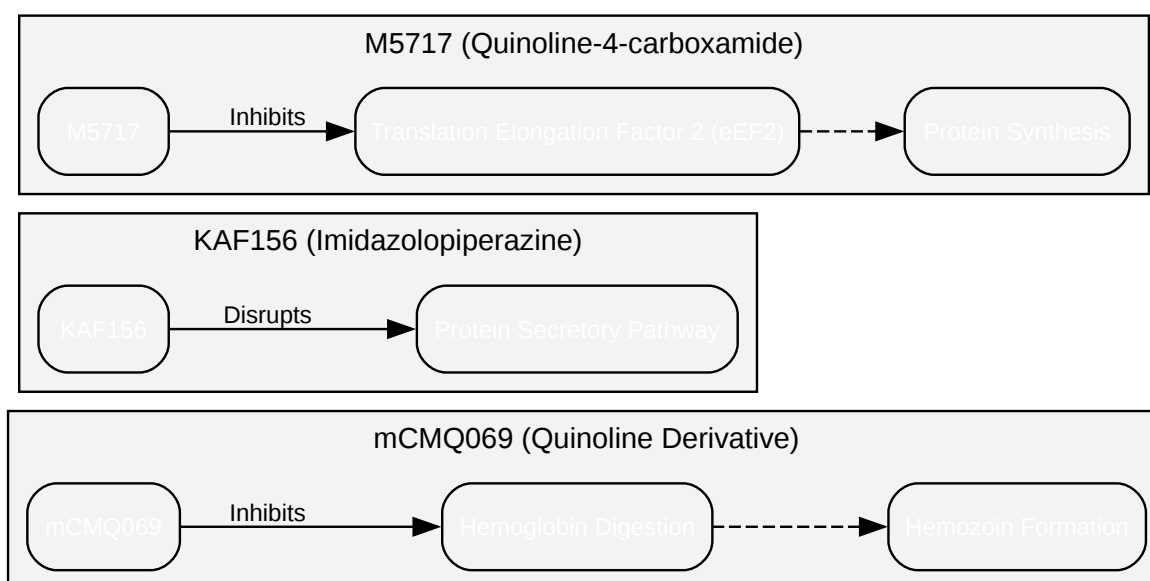 M5717 (Quinoline-4-carboxamide)
M5717
Inhibits
Translation Elongation Factor 2 (eEF2)
Protein Synthesis
KAF156 (Imidazolopiperazine)
KAF156
Disrupts
Protein Secretory Pathway
mCMQ069 (Quinoline Derivative)
mCMQ069
Inhibits
Hemoglobin Digestion
Hemozoin Formation